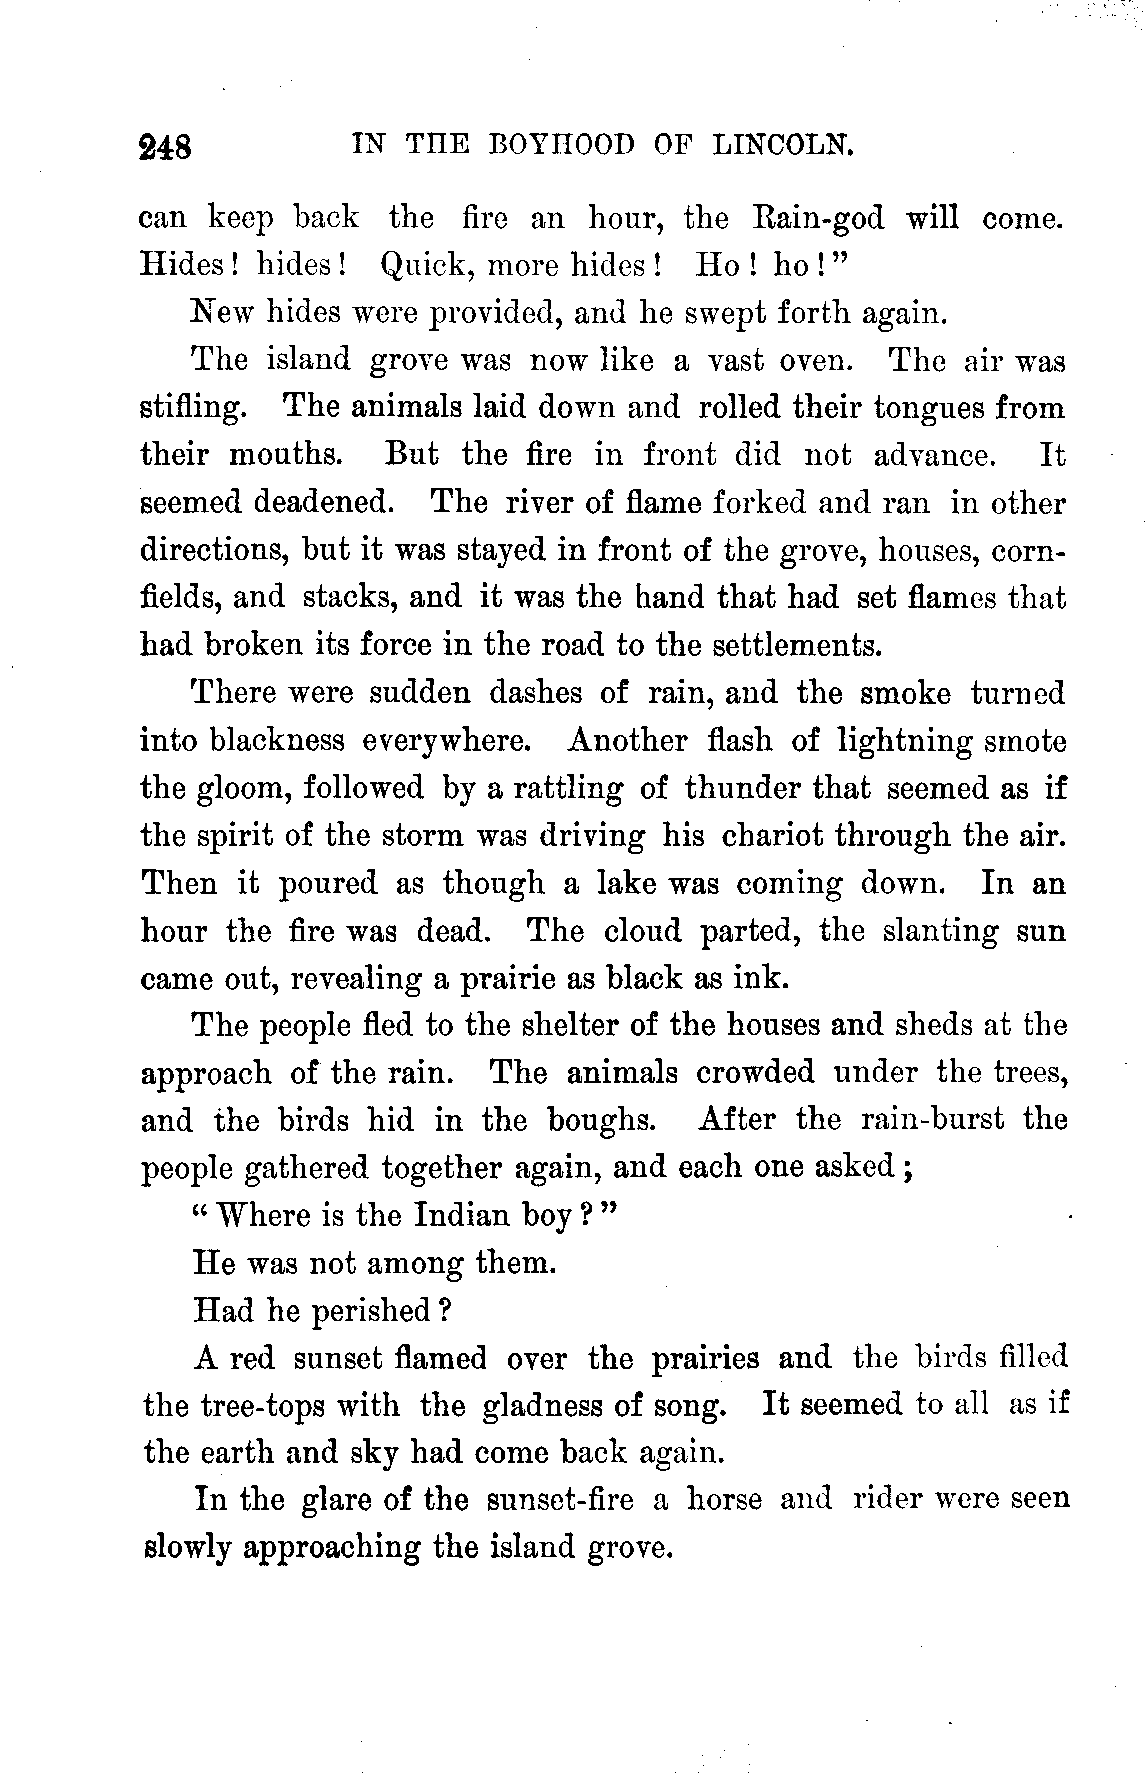 248 IN THE BOYHOOD OF LINCOLN.
can keep back the fire an hour, the Rain-god will come.
Hides! hides! Quick, more hides! Ho! ho!"
New hides were provided, and he swept forth again.
The island grove was now like a vast oven. The air was
stifling. The animals laid down and rolled their tongues from
their mouths. But the fire in front did not advance. It
seemed deadened. The river of flame forked and ran in other
directions, but it was stayed in front of the grove, houses, corn-
fields, and stacks, and it was the hand that had set flames that
had broken its force in the road to the settlements.
There were sudden dashes of rain, and the smoke turned
into blackness everywhere. Another flash of lightning smote
the gloom, followed by a rattling of thunder that seemed as if
the spirit of the storm was driving his chariot through the air.
Then it poured as though a lake was coming down. In an
hour the fire was dead. The cloud parted, the slanting sun
came out, revealing a prairie as black as ink.
The people fled to the shelter of the houses and sheds at the
approach of the rain. The animals crowded under the trees,
and the birds hid in the boughs. After the rain-burst the
people gathered together again, and each one asked;
"Where is the Indian boy?"
He was not among them.
Had he perished?
A red sunset flamed over the prairies and the birds filled
the tree-tops with the gladness of song. It seemed to all as if
the earth and sky had come back again.
In the glare of the sunset-fire a horse and rider were seen
slowly approaching the island grove.